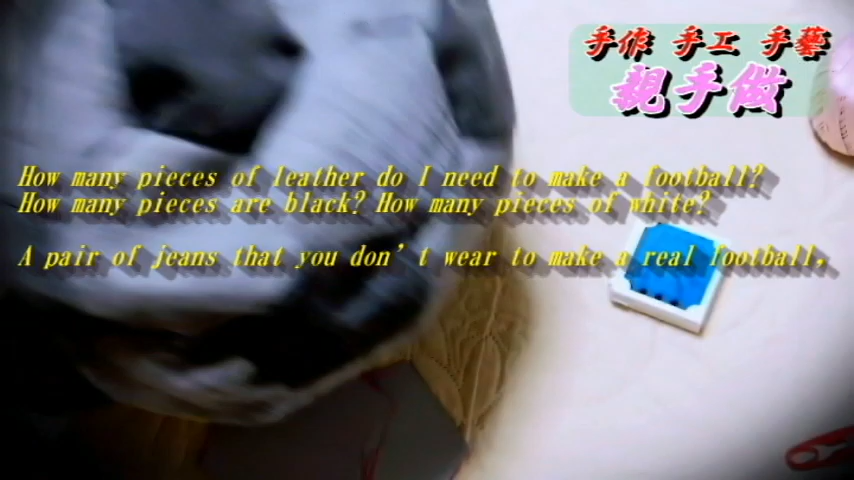 手作 手工 手藝
親手做
How many pieces of leather do I need to make a football?
How many pieces are black? How many pieces of white?
A pair of jeans that you don't wear to make a real football,